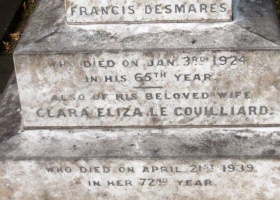 FRANCIS DESMARES,
WHO DIED ON JAN. 3RD 1924
IN HIS 65TH YEAR.
ALSO OF HIS BELOVED WIFE
CLARA ELIZA LE COUILLIARD.
WHO DIED ON APRIL 21ST 1939
IN HER 72ND YEAR.